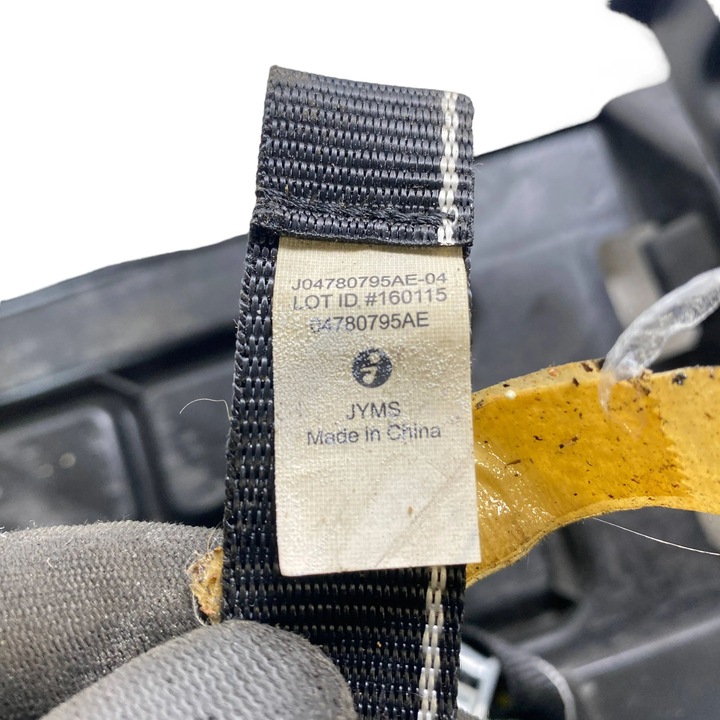 J04780795AE-04
LOT ID #160115
04780795AE
JYMS
Made in China